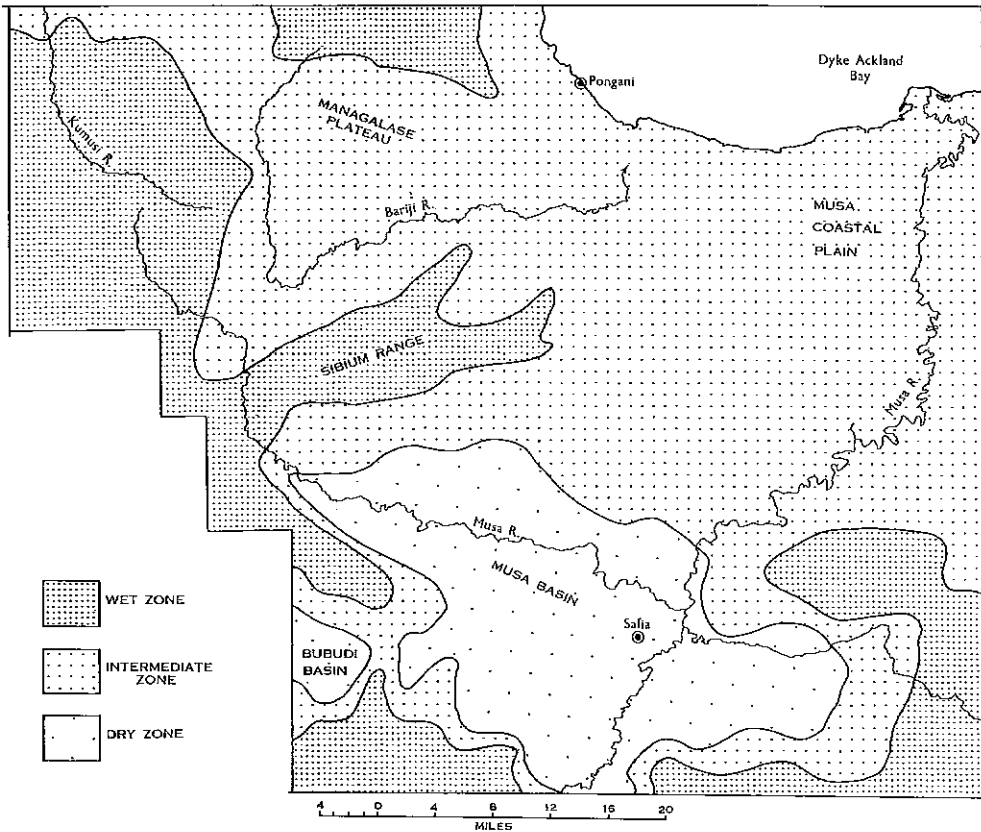 Dyke Ackland
Bay
Pongani
MANAGALASE
PLATEAU
Kumusi R.
Bariji R.
MUSA
COASTAL
PLAIN
SIBIUM RANGE
Musa R.
Musa R.
MUSA BASIN
Safia
BUBUDI
BASIN
WET ZONE
INTERMEDIATE
ZONE
DRY ZONE
4 0 4 8 12 16 20
MILES